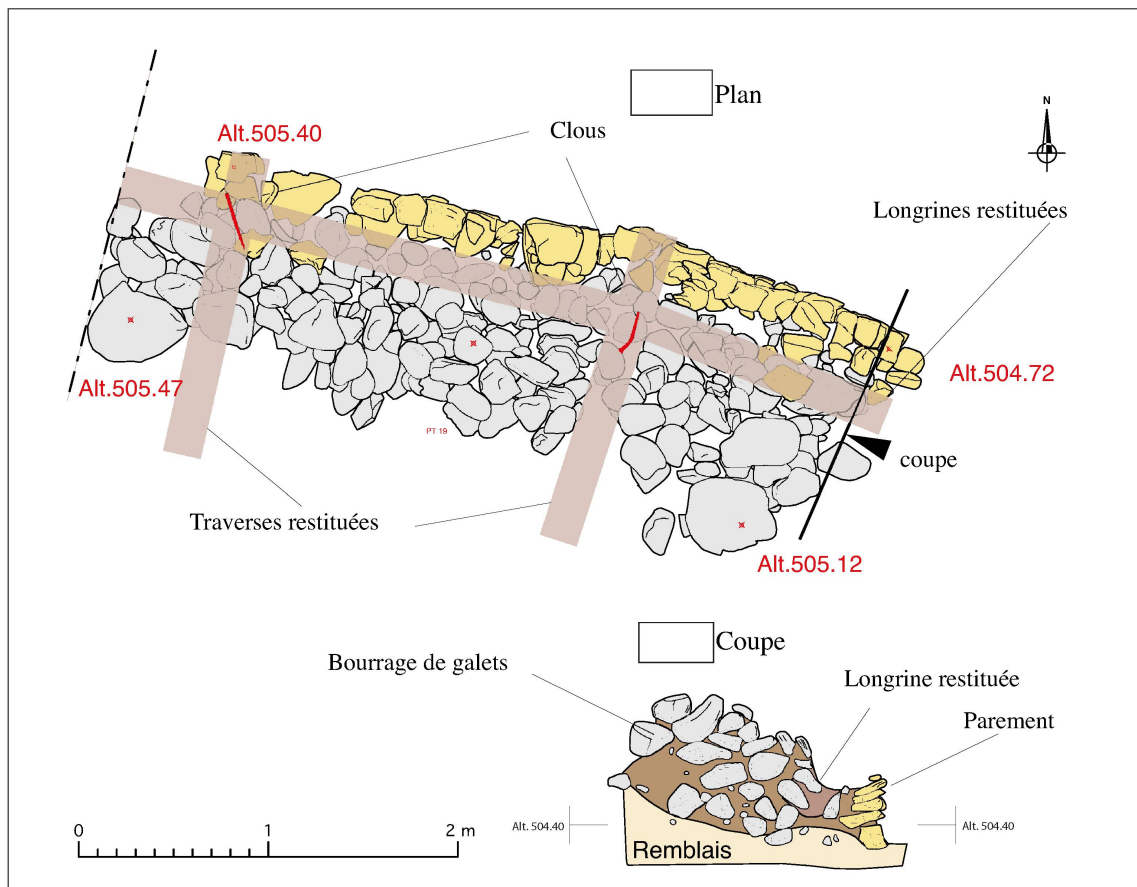 Plan
N
Clous
Alt.505.40
Longrines restituées
Alt.505.47
Alt.504.72
PT 19
coupe
Traverses restituées
Alt.505.12
Coupe
Bourrage de galets
Longrine restituée
Parement
0
1
2 m
Alt. 504.40
Alt. 504.40
Remblais